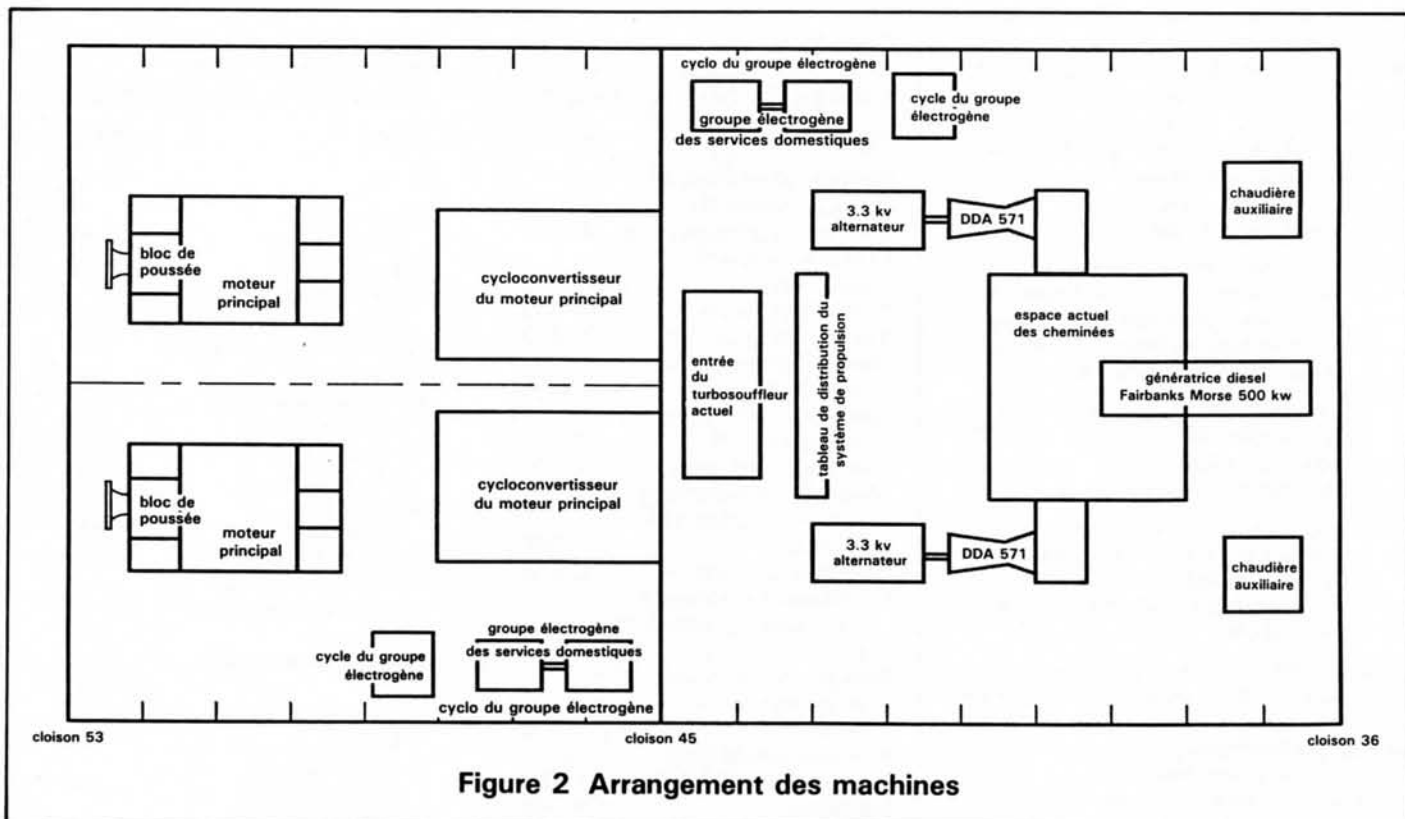 cyclo du groupe électrogène
groupe électrogène
des services domestiques
cycle du groupe
électrogène
chaudière
auxiliaire
3.3 kv
alternateur
DDA 571
bloc de
poussée
moteur
principal
cycloconvertisseur
du moteur principal
entrée
du
turbosouffleur
actuel
tableau de distribution du
système de propulsion
espace actuel
des cheminées
génératrice diesel
Fairbanks Morse 500 kw
bloc de
poussée
moteur
principal
cycloconvertisseur
du moteur principal
3.3 kv
alternateur
DDA 571
chaudière
auxiliaire
cycle du groupe
électrogène
groupe électrogène
des services domestiques
cyclo du groupe électrogène
cloison 53
cloison 45
cloison 36
Figure 2 Arrangement des machines